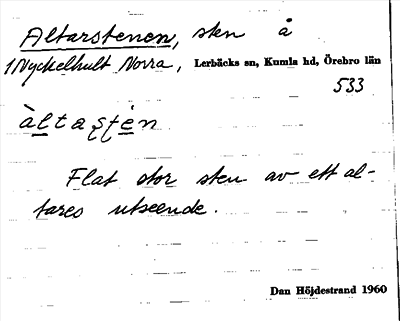 Altarstenen, sten å
1/Nyckelhult Norra, Lerbäcks sn, Kumla hd, Örebro län
533
àltaʂʈén
Flat stor sten av ett al-
tares utseende.
Dan Höjdestrand 1960